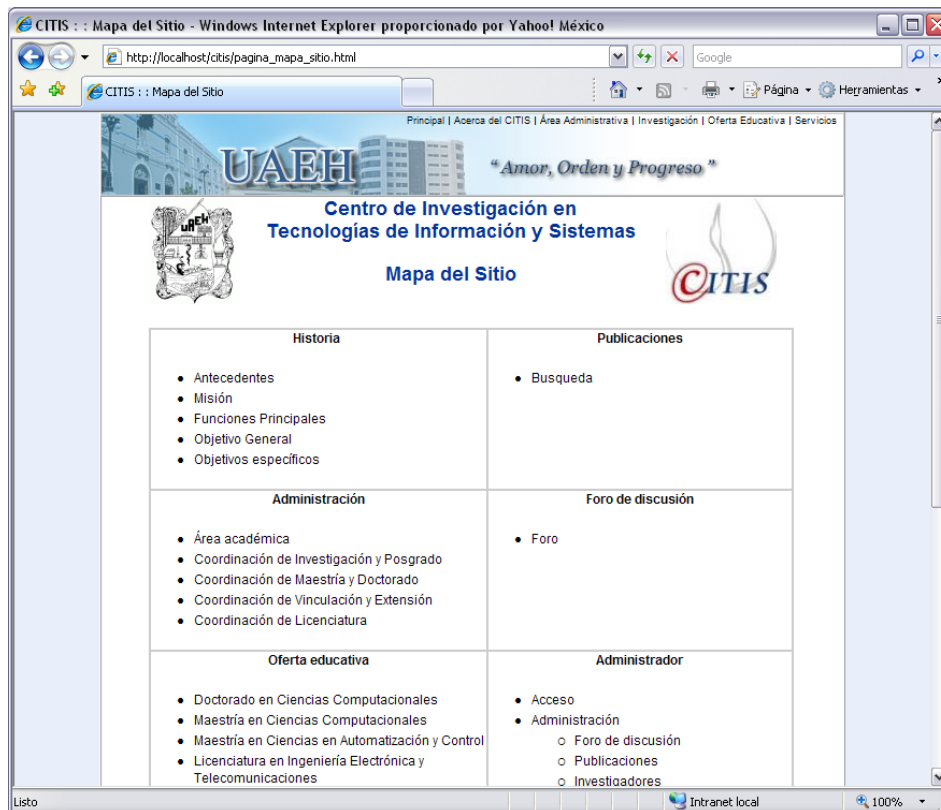 CITIS : : Mapa del Sitio - Windows Internet Explorer proporcionado por Yahoo! México
http://localhost/citis/pagina_mapa_sitio.html
Google
CITIS : : Mapa del Sitio
Página
Herramientas
Principal | Acerca del CITIS | Área Administrativa | Investigación | Oferta Educativa | Servicios
UAEH
“ Amor, Orden y Progreso ”
UAEH
Centro de Investigación en
Tecnologías de Información y Sistemas
Mapa del Sitio
CITIS
Historia
• Antecedentes
• Misión
• Funciones Principales
• Objetivo General
• Objetivos específicos
Publicaciones
• Busqueda
Administración
• Área académica
• Coordinación de Investigación y Posgrado
• Coordinación de Maestría y Doctorado
• Coordinación de Vinculación y Extensión
• Coordinación de Licenciatura
Foro de discusión
• Foro
Oferta educativa
• Doctorado en Ciencias Computacionales
• Maestría en Ciencias Computacionales
• Maestría en Ciencias en Automatización y Control
• Licenciatura en Ingeniería Electrónica y
Telecomunicaciones
Administrador
• Acceso
• Administración
○ Foro de discusión
○ Publicaciones
○ Investigadores
Listo
Intranet local
100%